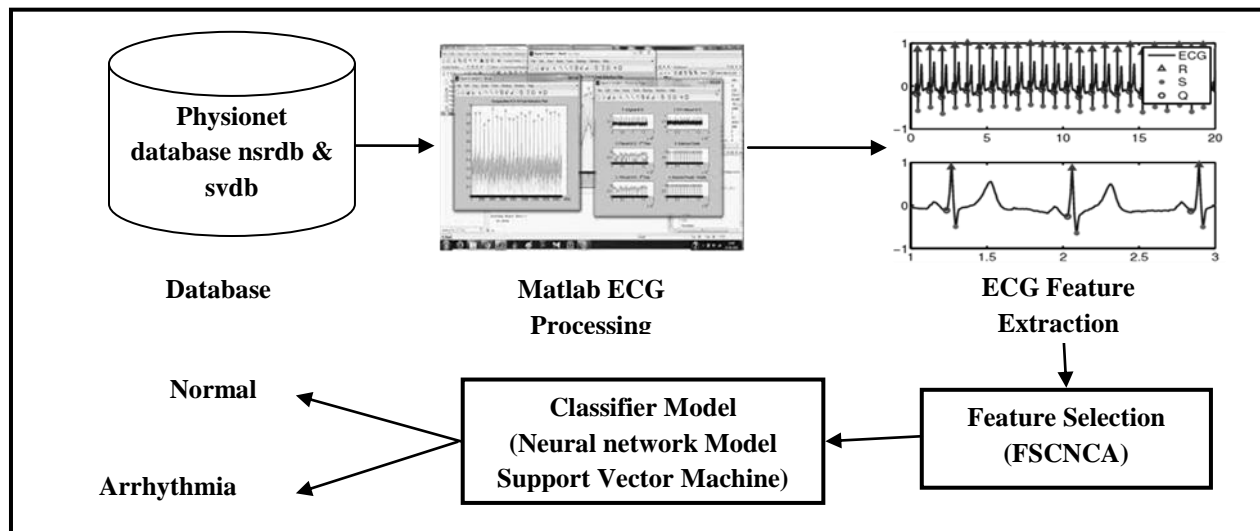 Physionet
database nsrdb &
svdb
Database
Matlab ECG
Processing
1
0
−1
0
5
10
15
20
ECG
R
S
Q
1
0
−1
1
1.5
2
2.5
3
ECG Feature
Extraction
Normal
Arrhythmia
Classifier Model
(Neural network Model
Support Vector Machine)
Feature Selection
(FSCNCA)